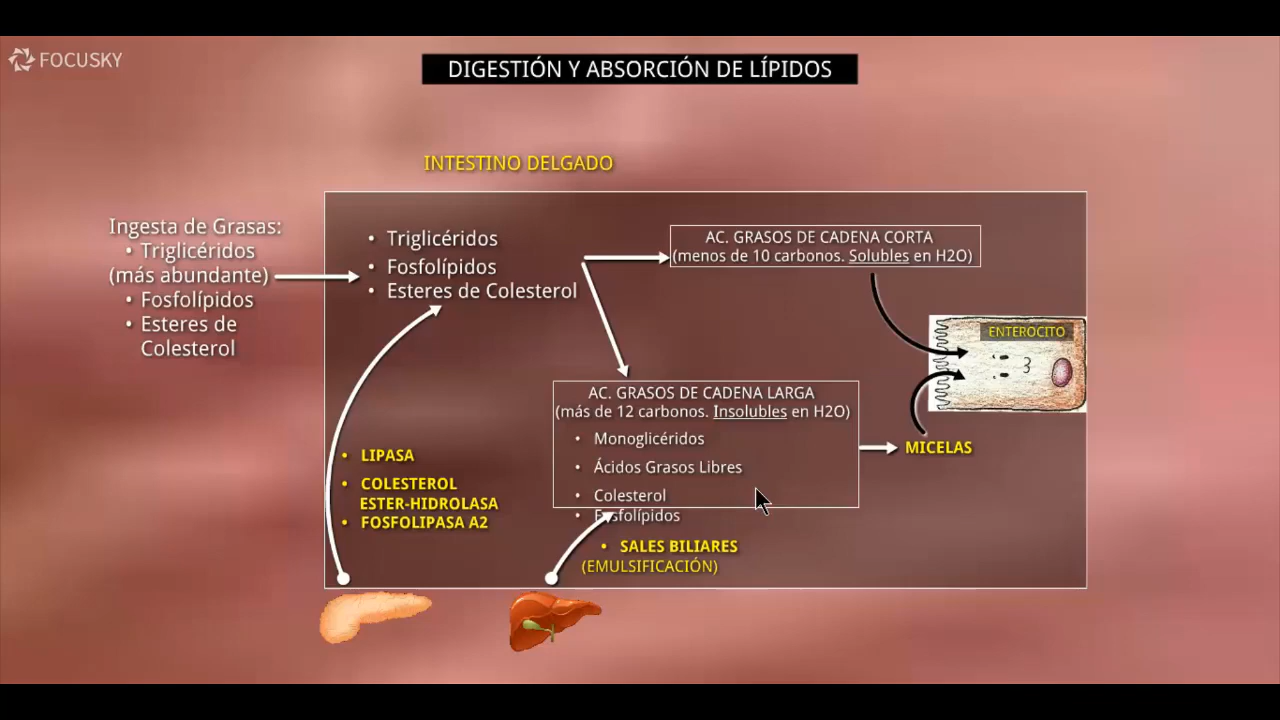 FOCUSKY
DIGESTIÓN Y ABSORCIÓN DE LÍPIDOS
INTESTINO DELGADO
Ingesta de Grasas:
• Triglicéridos
(más abundante)
• Fosfolípidos
• Esteres de
Colesterol
• Triglicéridos
• Fosfolípidos
• Esteres de Colesterol
AC. GRASOS DE CADENA CORTA
(menos de 10 carbonos. Solubles en H2O)
ENTEROCITO
AC. GRASOS DE CADENA LARGA
(más de 12 carbonos. Insolubles en H2O)
• Monoglicéridos
• Ácidos Grasos Libres
• Colesterol
• Fosfolípidos
MICELAS
• LIPASA
• COLESTEROL
ESTER-HIDROLASA
• FOSFOLIPASA A2
• SALES BILIARES
(EMULSIFICACIÓN)